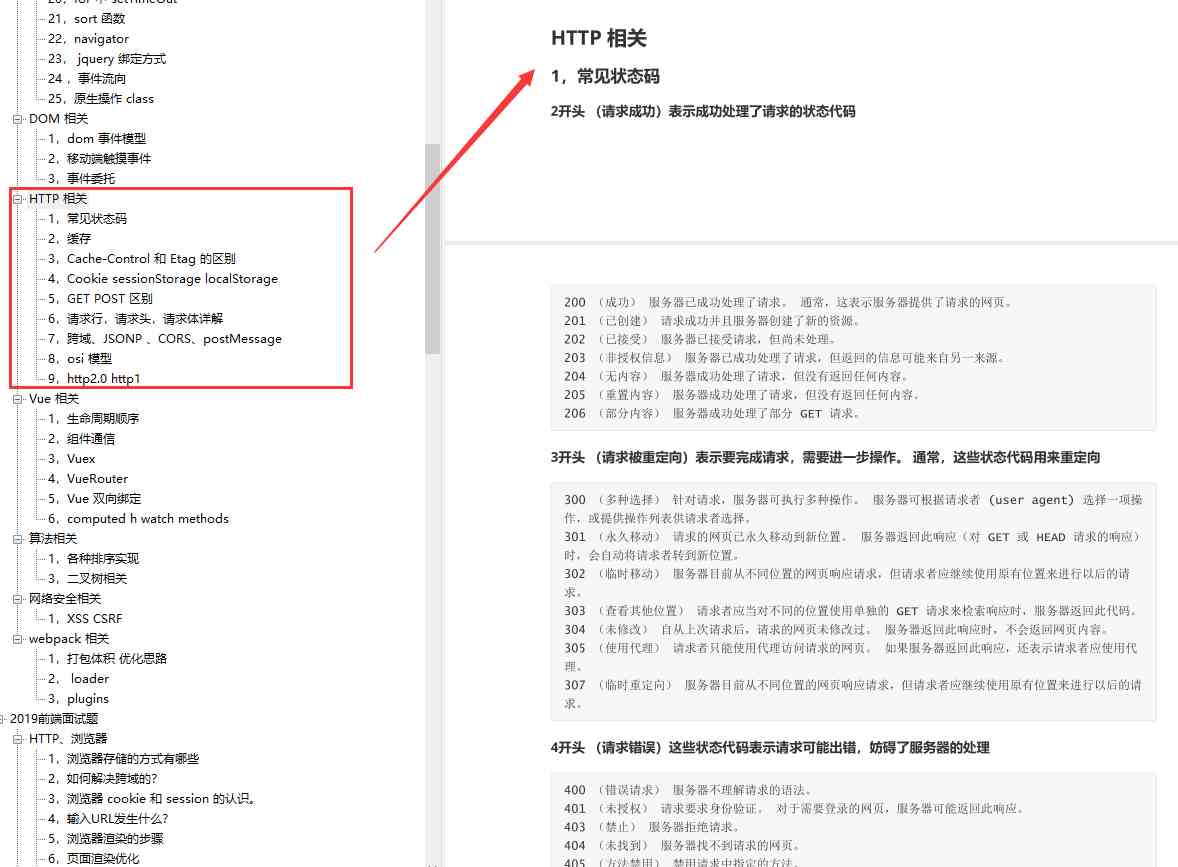 20, for 和 setTimeOut
21，sort 函数
22，navigator
23， jquery 绑定方式
24 ，事件流向
25，原生操作 class
DOM 相关
1，dom 事件模型
2，移动端触摸事件
3，事件委托
HTTP 相关
1，常见状态码
2，缓存
3，Cache-Control 和 Etag 的区别
4，Cookie sessionStorage localStorage
5，GET POST 区别
6，请求行，请求头，请求体详解
7，跨域、JSONP 、CORS、postMessage
8，osi 模型
9，http2.0 http1
Vue 相关
1，生命周期顺序
2，组件通信
3，Vuex
4，VueRouter
5，Vue 双向绑定
6，computed h watch methods
算法相关
1，各种排序实现
3，二叉树相关
网络安全相关
1，XSS CSRF
webpack 相关
1，打包体积 优化思路
2， loader
3，plugins
2019前端面试题
HTTP、浏览器
1，浏览器存储的方式有哪些
2，如何解决跨域的?
3，浏览器 cookie 和 session 的认识。
4，输入URL发生什么?
5，浏览器渲染的步骤
6，页面渲染优化
HTTP 相关
1，常见状态码
2开头 （请求成功）表示成功处理了请求的状态代码
200 （成功） 服务器已成功处理了请求。 通常，这表示服务器提供了请求的网页。
201 （已创建） 请求成功并且服务器创建了新的资源。
202 （已接受） 服务器已接受请求，但尚未处理。
203 （非授权信息） 服务器已成功处理了请求，但返回的信息可能来自另一来源。
204 （无内容） 服务器成功处理了请求，但没有返回任何内容。
205 （重置内容） 服务器成功处理了请求，但没有返回任何内容。
206 （部分内容） 服务器成功处理了部分 GET 请求。
3开头 （请求被重定向）表示要完成请求，需要进一步操作。 通常，这些状态代码用来重定向
300 （多种选择） 针对请求，服务器可执行多种操作。 服务器可根据请求者 (user agent) 选择一项操
作，或提供操作列表供请求者选择。
301 （永久移动） 请求的网页已永久移动到新位置。 服务器返回此响应（对 GET 或 HEAD 请求的响应）
时，会自动将请求者转到新位置。
302 （临时移动） 服务器目前从不同位置的网页响应请求，但请求者应继续使用原有位置来进行以后的请
求。
303 （查看其他位置） 请求者应当对不同的位置使用单独的 GET 请求来检索响应时，服务器返回此代码。
304 （未修改） 自从上次请求后，请求的网页未修改过。 服务器返回此响应时，不会返回网页内容。
305 （使用代理） 请求者只能使用代理访问请求的网页。 如果服务器返回此响应，还表示请求者应使用代
理。
307 （临时重定向） 服务器目前从不同位置的网页响应请求，但请求者应继续使用原有位置来进行以后的请
求。
4开头 （请求错误）这些状态代码表示请求可能出错，妨碍了服务器的处理
400 （错误请求） 服务器不理解请求的语法。
401 （未授权） 请求要求身份验证。 对于需要登录的网页，服务器可能返回此响应。
403 （禁止） 服务器拒绝请求。
404 （未找到） 服务器找不到请求的网页。
405 （方法禁用） 禁用请求中指定的方法。